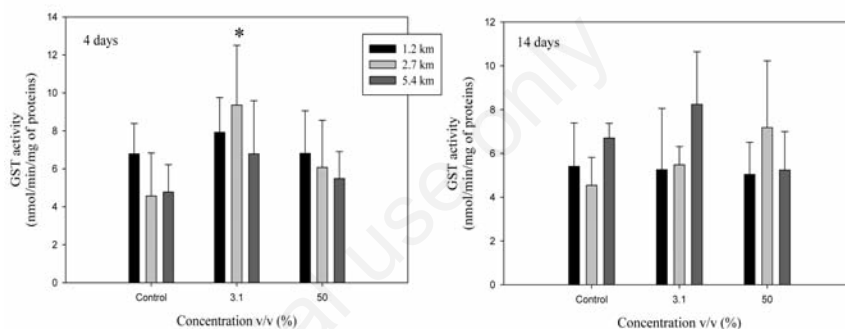 14
12
10
8
6
4
2
0
GST activity
(nmol/min/mg of proteins)
4 days
*
1.2 km
2.7 km
5.4 km
Control
3.1
50
Concentration v/v (%)
12
10
8
6
4
2
0
GST activity
(nmol/min/mg of proteins)
14 days
Control
3.1
50
Concentration v/v (%)
use only